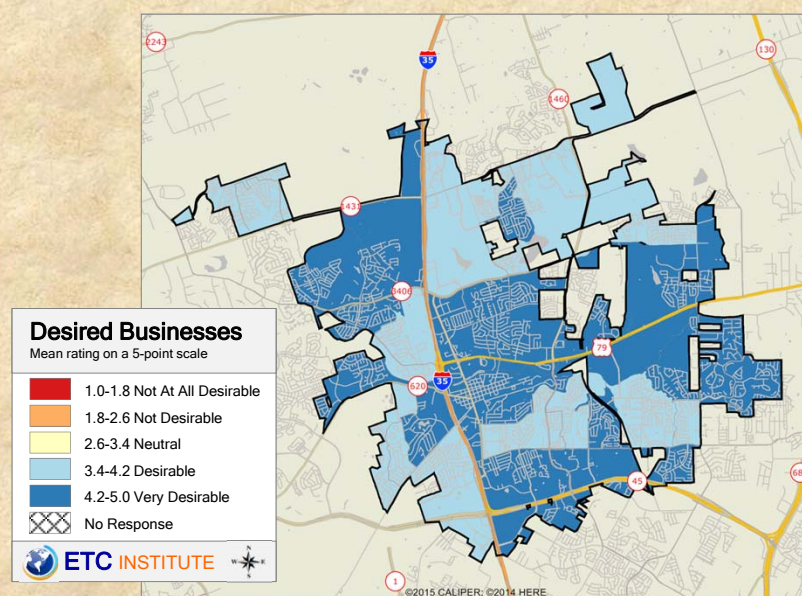 2243
35
130
1460
1431
3406
79
620
35
45
68
1
Desired Businesses
Mean rating on a 5-point scale
1.0-1.8 Not At All Desirable
1.8-2.6 Not Desirable
2.6-3.4 Neutral
3.4-4.2 Desirable
4.2-5.0 Very Desirable
No Response
ETC INSTITUTE
N
W E
S
©2015 CALIPER; ©2014 HERE